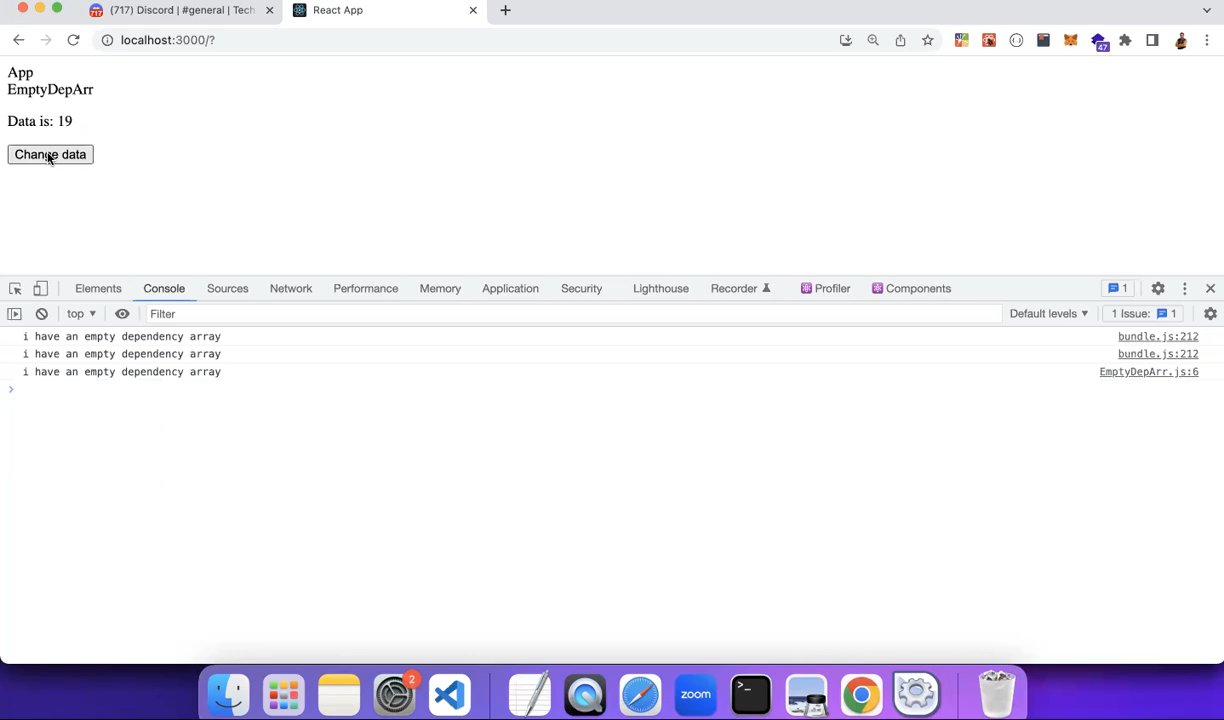 (717) Discord | #general | Tech
React App
localhost:3000/?
47
App
EmptyDepArr
Data is: 19
Change data
Elements Console Sources Network Performance Memory Application Security Lighthouse Recorder Profiler Components 1
top Filter Default levels 1 Issue: 1
i have an empty dependency array bundle.js:212
i have an empty dependency array bundle.js:212
i have an empty dependency array EmptyDepArr.js:6
2
zoom